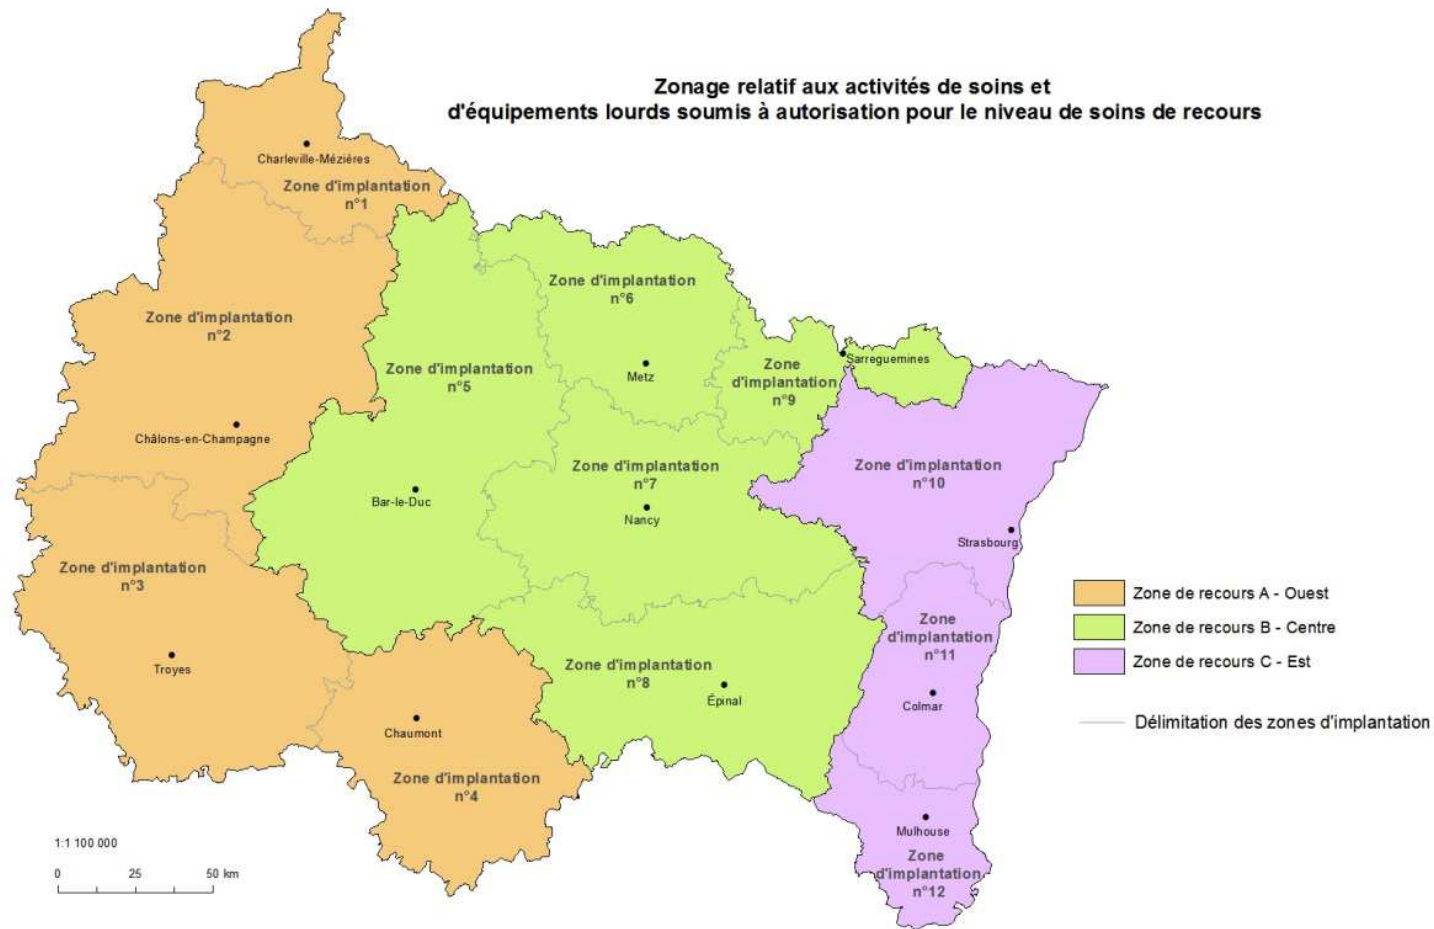 Zonage relatif aux activités de soins et
d'équipements lourds soumis à autorisation pour le niveau de soins de recours
Charleville-Mézières
Zone d'implantation
n°1
Zone d'implantation
n°2
Châlons-en-Champagne
Zone d'implantation
n°3
Troyes
Chaumont
Zone d'implantation
n°4
Zone d'implantation
n°5
Bar-le-Duc
Zone d'implantation
n°6
Metz
Zone d'implantation
n°7
Nancy
Zone d'implantation
n°8
Épinal
Zone
d'implantation
n°9
Sarreguemines
Zone d'implantation
n°10
Strasbourg
Zone
d'implantation
n°11
Colmar
Mulhouse
Zone
d'implantation
n°12
Zone de recours A - Ouest
Zone de recours B - Centre
Zone de recours C - Est
Délimitation des zones d'implantation
1:1 100 000
0 25 50 km